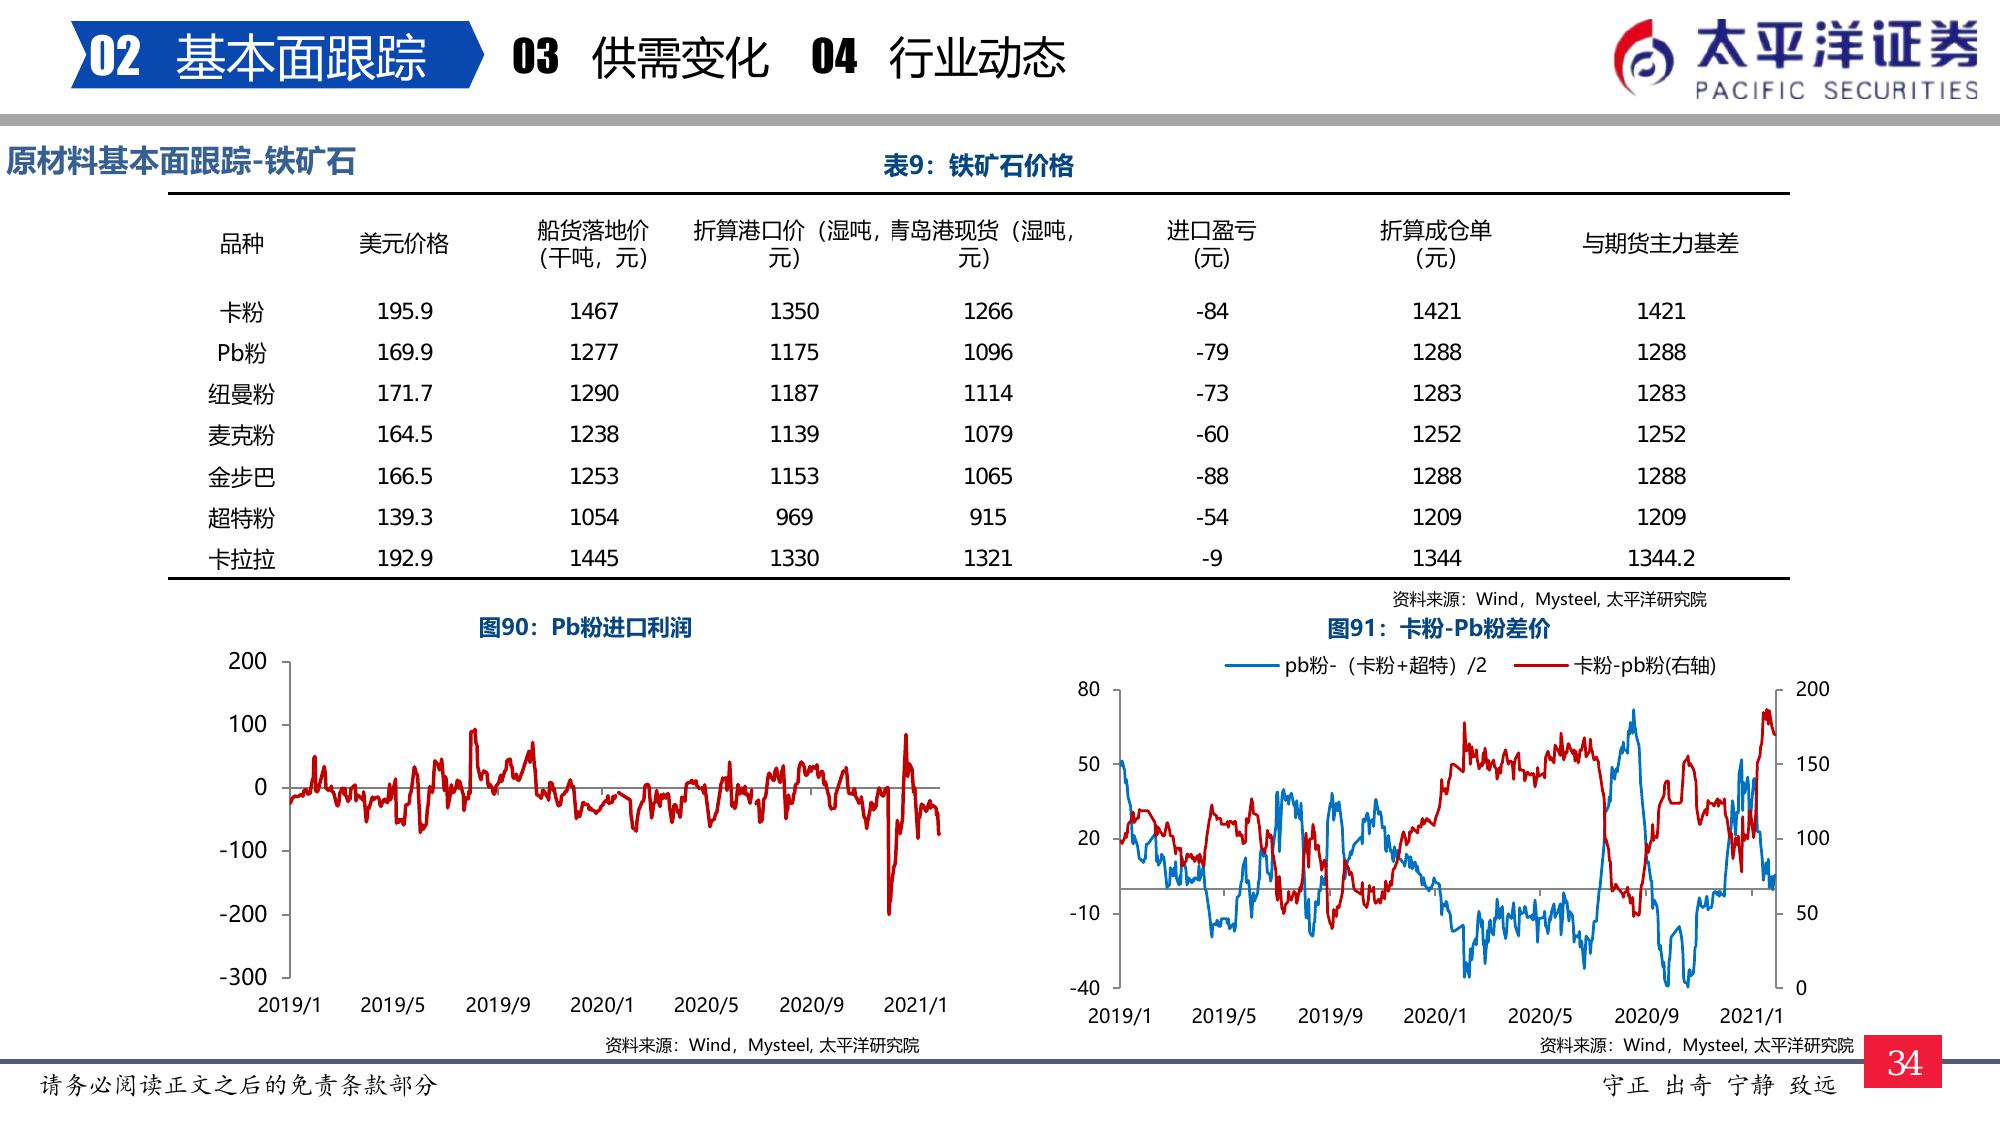 02 基本面跟踪 03 供需变化 04 行业动态
太平洋证券
PACIFIC SECURITIES
原材料基本面跟踪-铁矿石
表9：铁矿石价格
品种 美元价格 船货落地价（干吨，元） 折算港口价（湿吨，元） 青岛港现货（湿吨，元） 进口盈亏(元) 折算成仓单（元） 与期货主力基差
卡粉 195.9 1467 1350 1266 -84 1421 1421
Pb粉 169.9 1277 1175 1096 -79 1288 1288
纽曼粉 171.7 1290 1187 1114 -73 1283 1283
麦克粉 164.5 1238 1139 1079 -60 1252 1252
金步巴 166.5 1253 1153 1065 -88 1288 1288
超特粉 139.3 1054 969 915 -54 1209 1209
卡拉拉 192.9 1445 1330 1321 -9 1344 1344.2
资料来源：Wind，Mysteel, 太平洋研究院
图90：Pb粉进口利润
200
100
0
-100
-200
-300
2019/1 2019/5 2019/9 2020/1 2020/5 2020/9 2021/1
资料来源：Wind，Mysteel, 太平洋研究院
图91：卡粉-Pb粉差价
pb粉-（卡粉+超特）/2 卡粉-pb粉(右轴)
80 200
50 150
20 100
-10 50
-40 0
2019/1 2019/5 2019/9 2020/1 2020/5 2020/9 2021/1
资料来源：Wind，Mysteel, 太平洋研究院
34
请务必阅读正文之后的免责条款部分
守正 出奇 宁静 致远